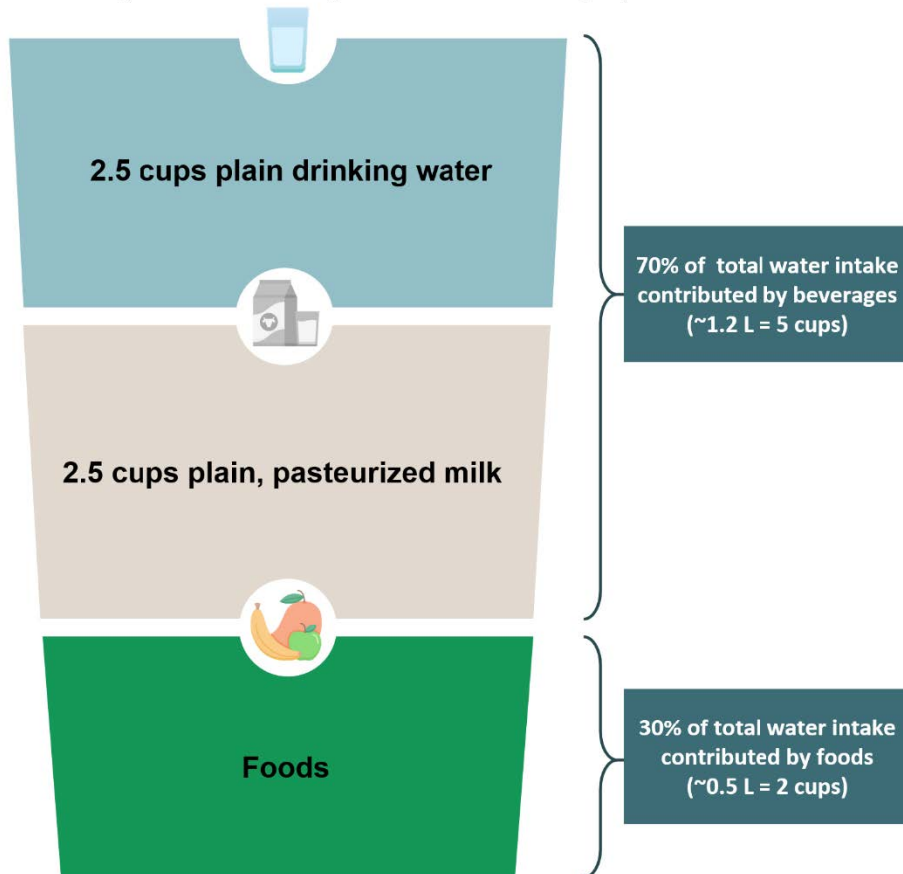 2.5 cups plain drinking water
70% of total water intake
contributed by beverages
(~1.2 L = 5 cups)
2.5 cups plain, pasteurized milk
Foods
30% of total water intake
contributed by foods
(~0.5 L = 2 cups)